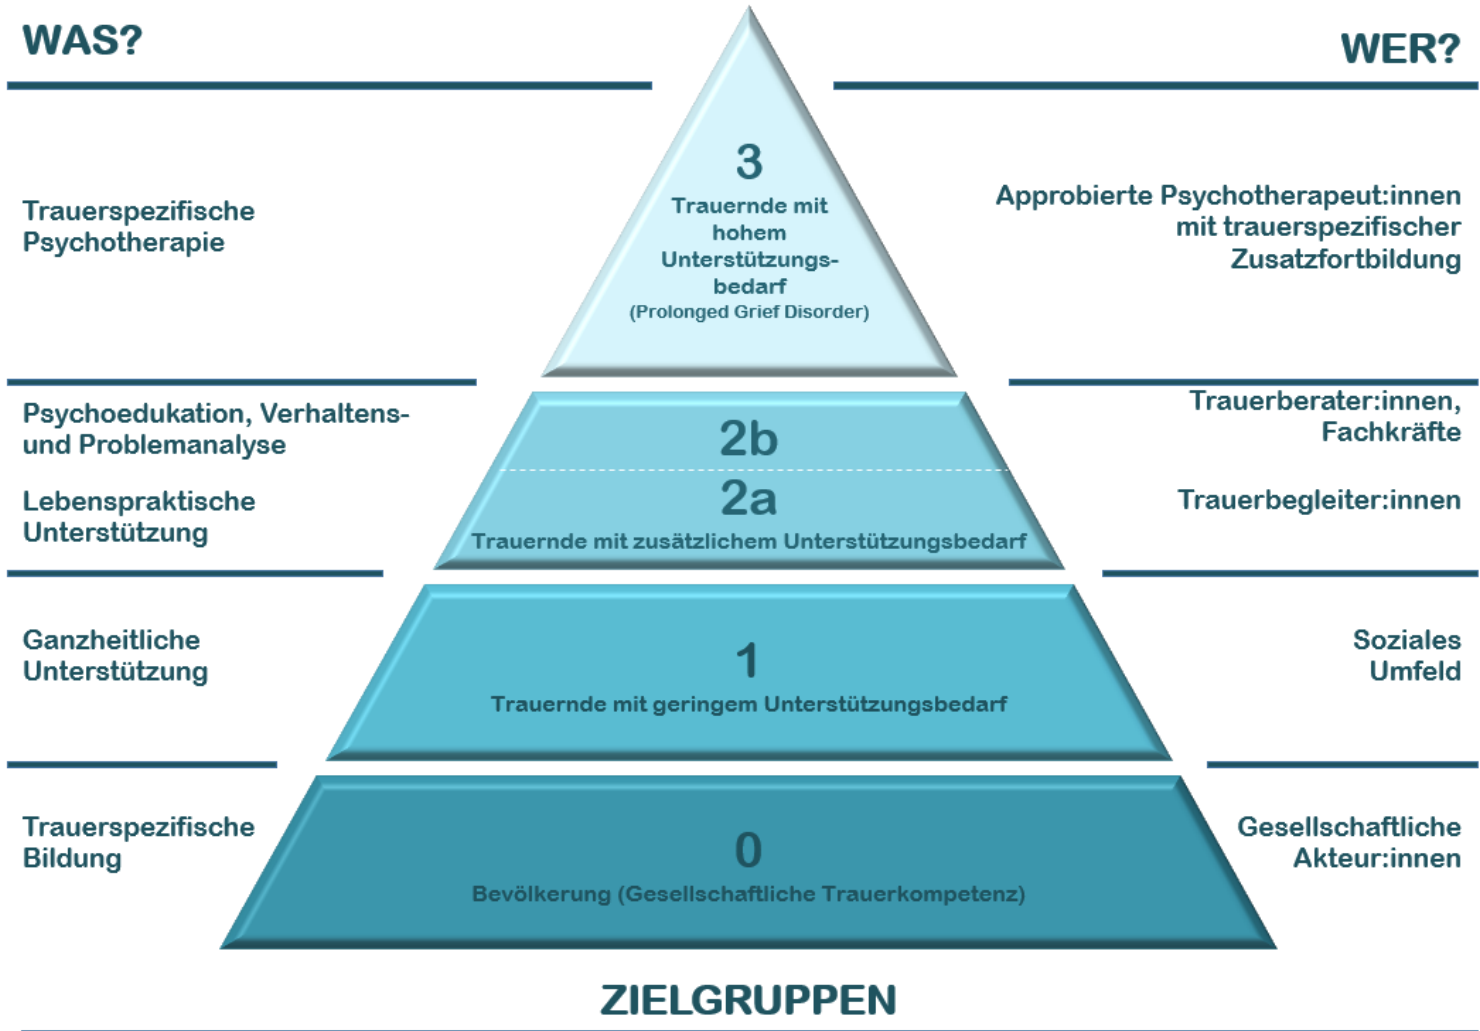 WAS?
WER?
3
Trauernde mit
hohem
Unterstützungs-
bedarf
(Prolonged Grief Disorder)
Trauerspezifische
Psychotherapie
Approbierte Psychotherapeut:innen
mit trauerspezifischer
Zusatzfortbildung
Psychoedukation, Verhaltens-
und Problemanalyse
2b
Trauerberater:innen,
Fachkräfte
Lebenspraktische
Unterstützung
2a
Trauernde mit zusätzlichem Unterstützungsbedarf
Trauerbegleiter:innen
Ganzheitliche
Unterstützung
1
Trauernde mit geringem Unterstützungsbedarf
Soziales
Umfeld
Trauerspezifische
Bildung
0
Bevölkerung (Gesellschaftliche Trauerkompetenz)
Gesellschaftliche
Akteur:innen
ZIELGRUPPEN